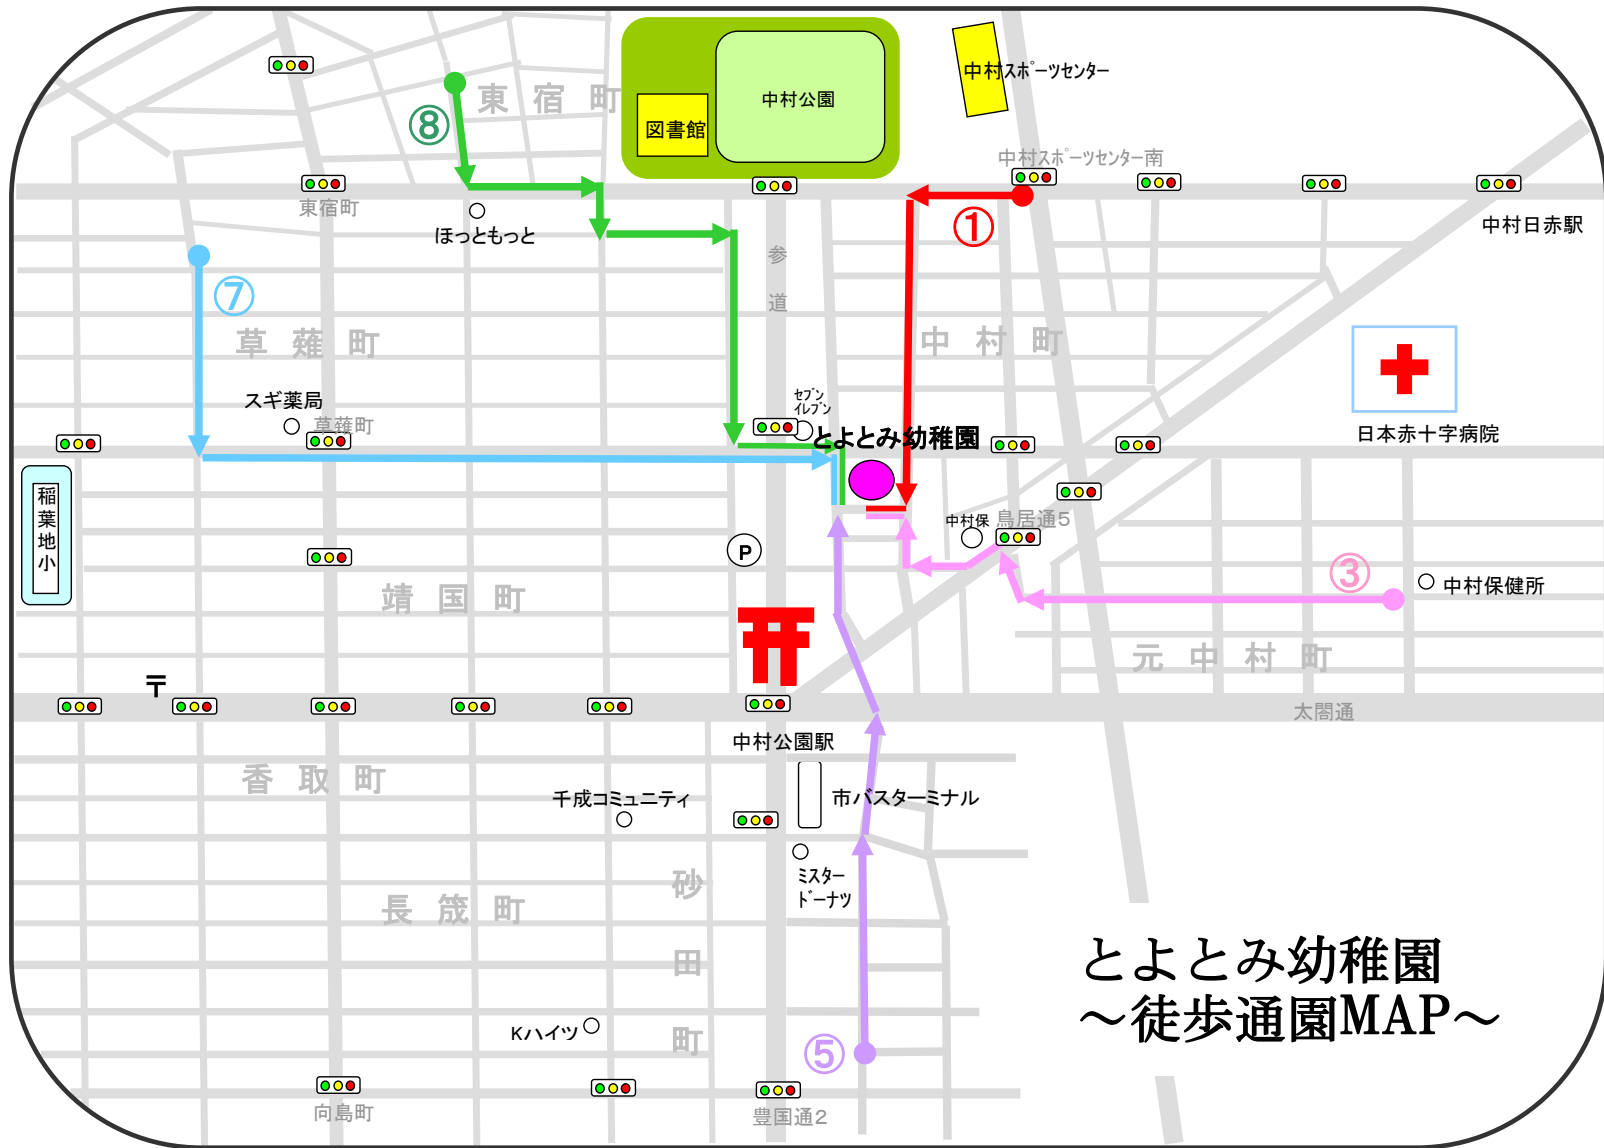 東宿町
⑧
図書館
中村公園
中村スポーツセンター
中村スポーツセンター南
東宿町
ほっともっと
①
中村日赤駅
参道
⑦
草薙町
中村町
スギ薬局
草薙町
セブン
イレブン
とよとみ幼稚園
日本赤十字病院
稲葉地小
中村保
鳥居通5
P
③
中村保健所
靖国町
元中村町
〒
太閤通
中村公園駅
香取町
千成コミュニティ
市バスターミナル
ミスター
ドーナツ
長筬町
砂田町
とよとみ幼稚園
～徒歩通園MAP～
Kハイツ
⑤
向島町
豊国通2